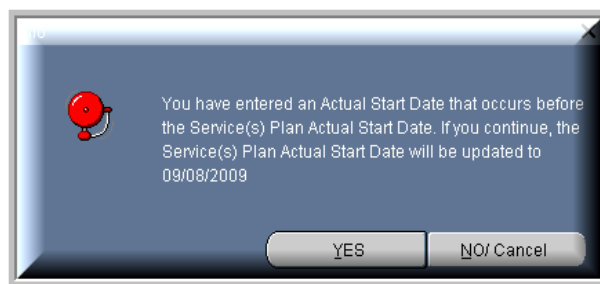 You have entered an Actual Start Date that occurs before
the Service(s) Plan Actual Start Date. If you continue, the
Service(s) Plan Actual Start Date will be updated to
09/08/2009
YES
NO/ Cancel